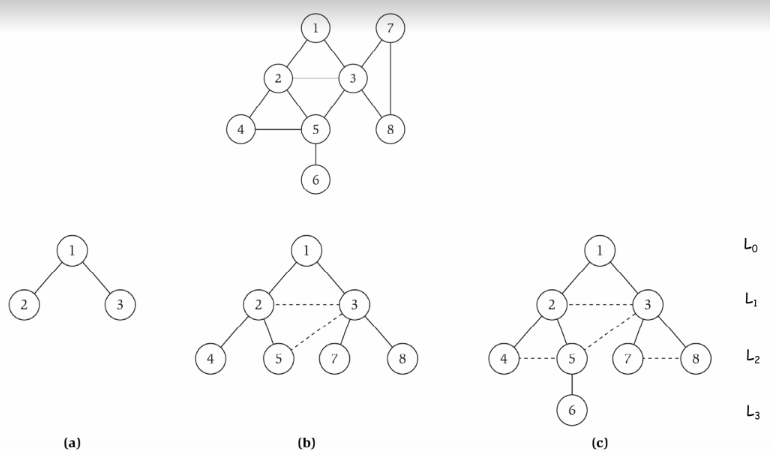 1 7
2 3
4 5 8
6
1 1 1 L₀
2 3 2 3 2 3 L₁
4 5 7 8 4 5 7 8 L₂
6 L₃
(a) (b) (c)